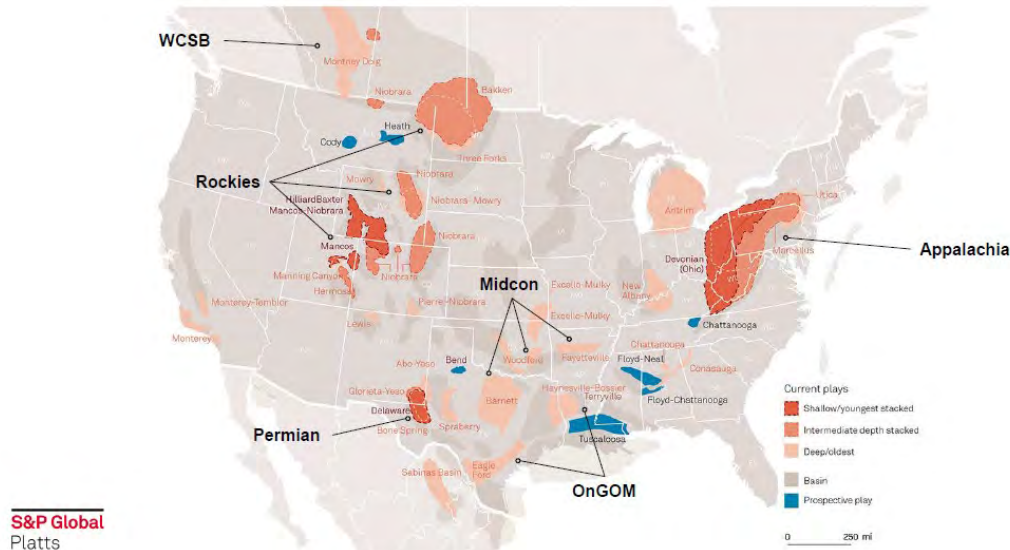 WCSB
Montney Doig
Niobrara
Bakken
Heath
Cody
Three Forks
Rockies
Mowry
Niobrara
HilliardBaxter
Mancos-Niobrara
Niobrara-Mowry
Utica
Antrim
Niobrara
Mancos
Devonian
(Ohio)
Marcellus
Appalachia
Manning Canyon
Niobrara
Hermosa
Midcon
Excello-Mulky
New
Albany
Monterey-Temblor
Pierre-Niobrara
Excello-Mulky
Lewis
Chattanooga
Monterey
Chattanooga
Woodford
Fayetteville
Floyd-Neal
Abo-Yeso
Bend
Conasauga
Glorieta-Yeso
Haynesville-Bossier
Terryville
Barnett
Floyd-Chattanooga
Delaware
Spraberry
Permian
Bone Spring
Tuscaloosa
Sabinas Basin
Eagle
Ford
OnGOM
Current plays
Shallow/youngest stacked
Intermediate depth stacked
Deep/oldest
Basin
Prospective play
0 250 mi
S&P Global
Platts